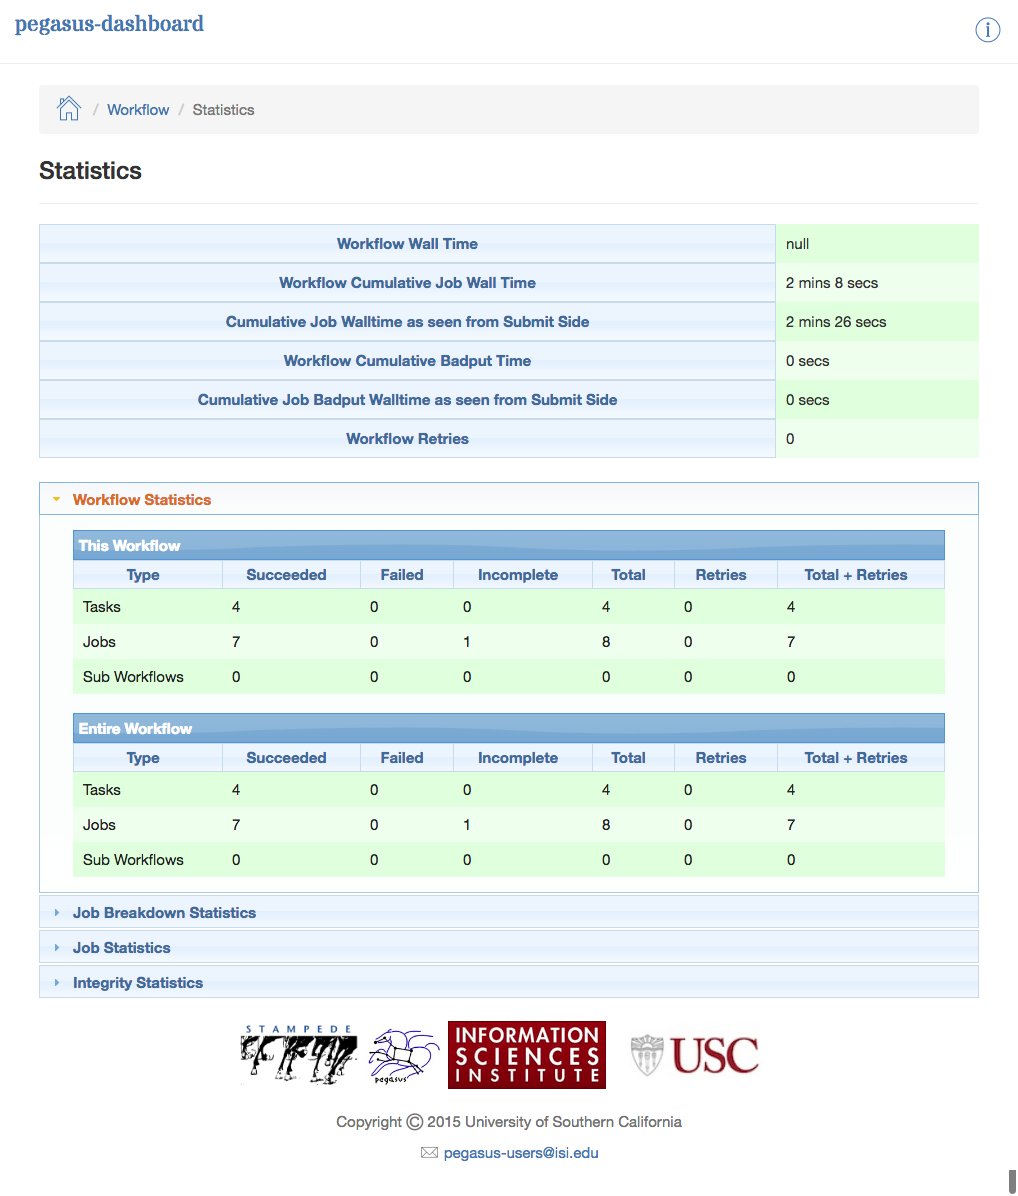 pegasus-dashboard
i
/ Workflow / Statistics
Statistics
Workflow Wall Time null
Workflow Cumulative Job Wall Time 2 mins 8 secs
Cumulative Job Walltime as seen from Submit Side 2 mins 26 secs
Workflow Cumulative Badput Time 0 secs
Cumulative Job Badput Walltime as seen from Submit Side 0 secs
Workflow Retries 0
Workflow Statistics
This Workflow
Type Succeeded Failed Incomplete Total Retries Total + Retries
Tasks 4 0 0 4 0 4
Jobs 7 0 1 8 0 7
Sub Workflows 0 0 0 0 0 0
Entire Workflow
Type Succeeded Failed Incomplete Total Retries Total + Retries
Tasks 4 0 0 4 0 4
Jobs 7 0 1 8 0 7
Sub Workflows 0 0 0 0 0 0
Job Breakdown Statistics
Job Statistics
Integrity Statistics
STAMPEDE
pegasus
INFORMATION
SCIENCES
INSTITUTE
USC
Copyright © 2015 University of Southern California
pegasus-users@isi.edu